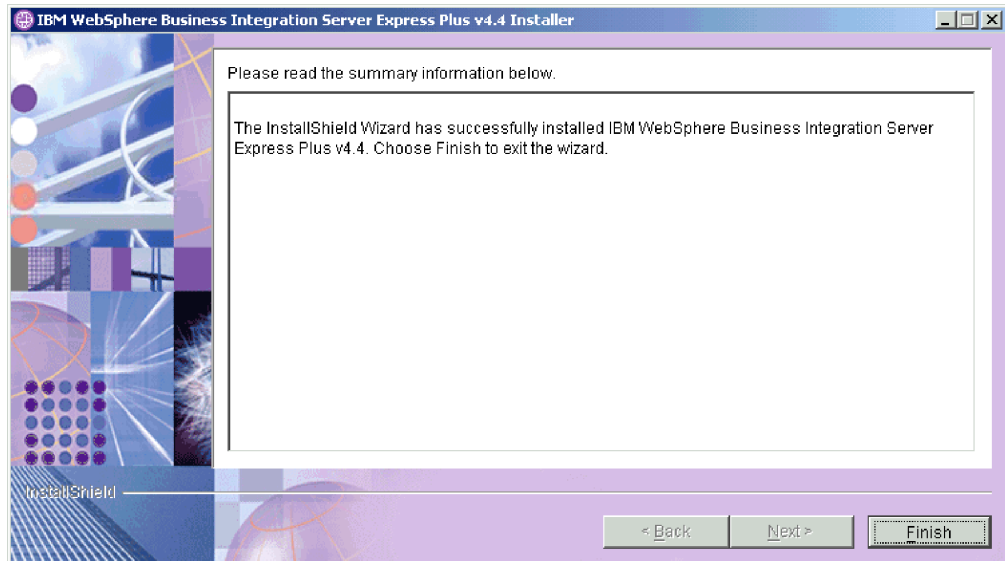 IBM WebSphere Business Integration Server Express Plus v4.4 Installer
Please read the summary information below.
The InstallShield Wizard has successfully installed IBM WebSphere Business Integration Server
Express Plus v4.4. Choose Finish to exit the wizard.
InstallShield
< Back
Next >
Finish